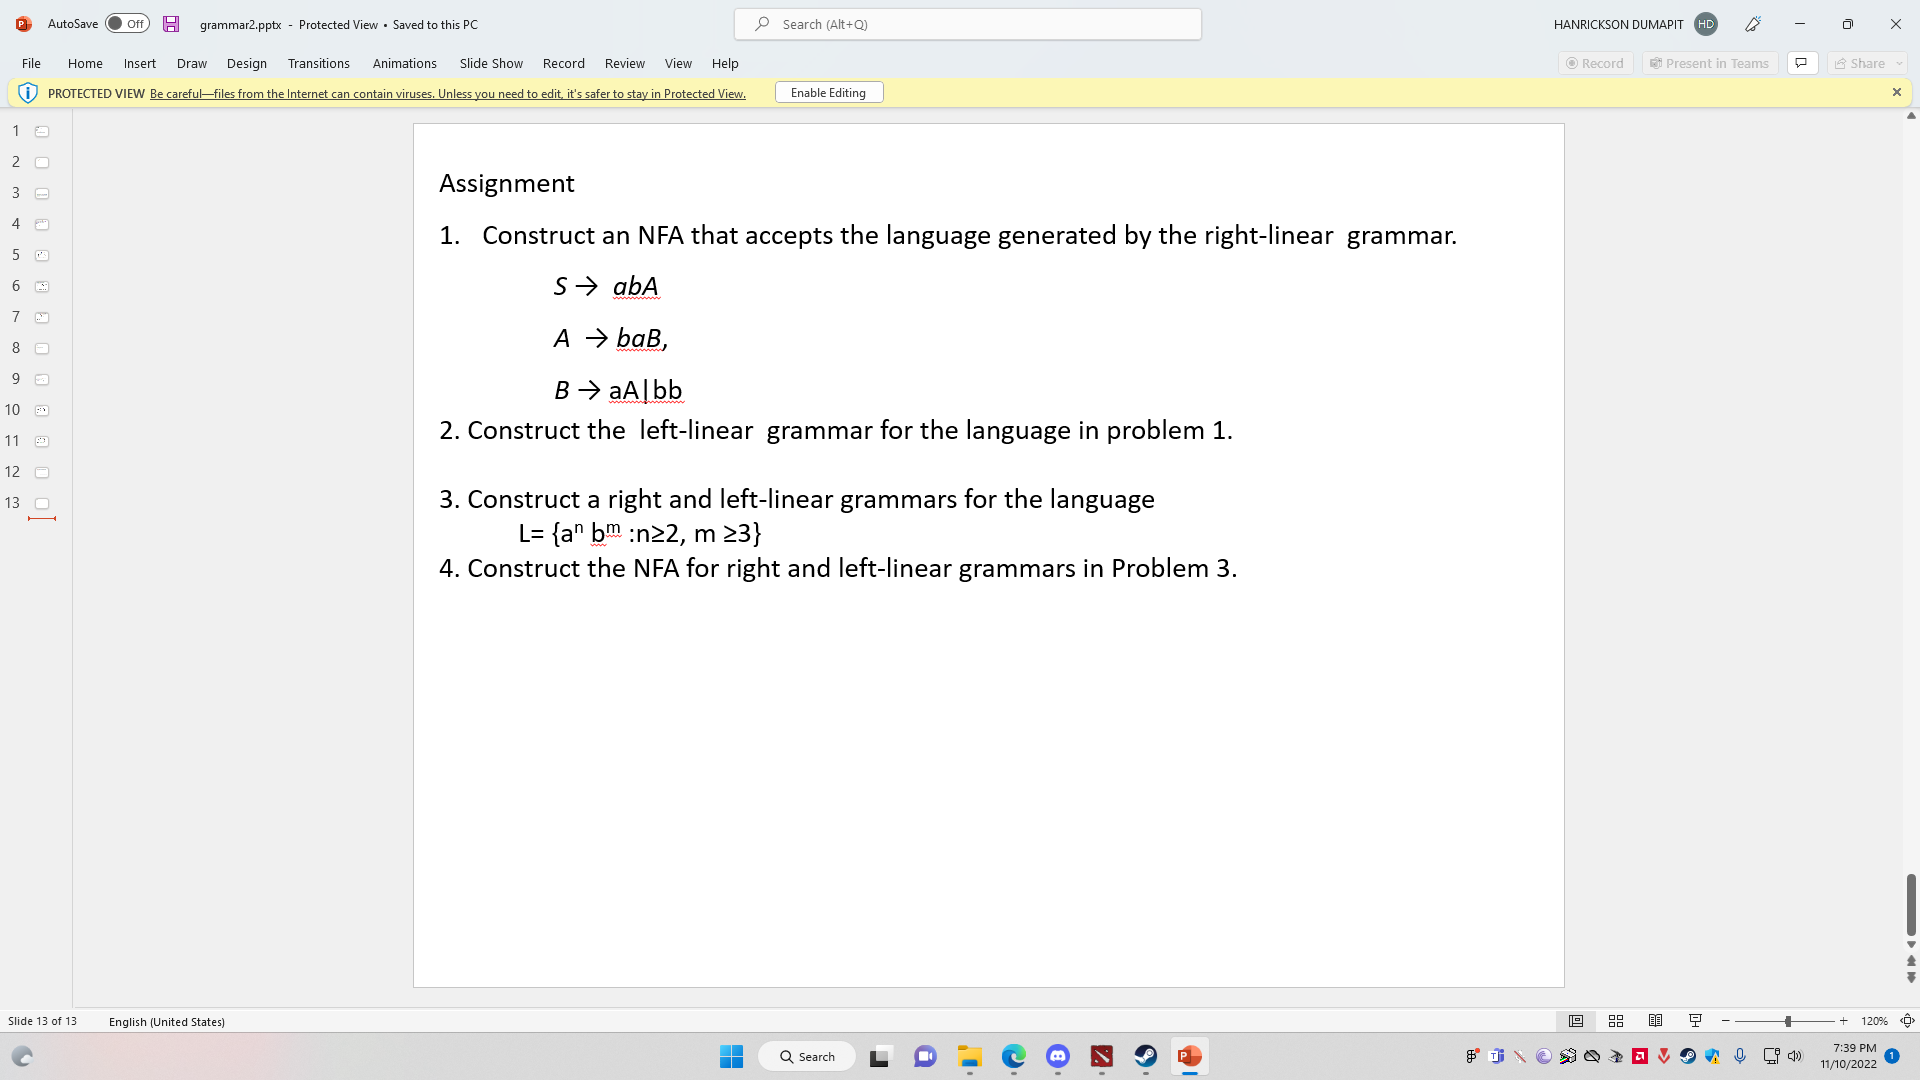 AutoSave Off grammar2.pptx - Protected View • Saved to this PC Search (Alt+Q) HANRICKSON DUMAPIT HD
File Home Insert Draw Design Transitions Animations Slide Show Record Review View Help Record Present in Teams Share
PROTECTED VIEW Be careful—files from the Internet can contain viruses. Unless you need to edit, it's safer to stay in Protected View. Enable Editing
1
2
3
4
5
6
7
8
9
10
11
12
13
Assignment
1. Construct an NFA that accepts the language generated by the right-linear grammar.
S → abA
A → baB,
B → aA|bb
2. Construct the left-linear grammar for the language in problem 1.
3. Construct a right and left-linear grammars for the language
L= {aⁿ bᵐ :n≥2, m ≥3}
4. Construct the NFA for right and left-linear grammars in Problem 3.
Slide 13 of 13 English (United States) 120%
Search 7:39 PM
11/10/2022 1